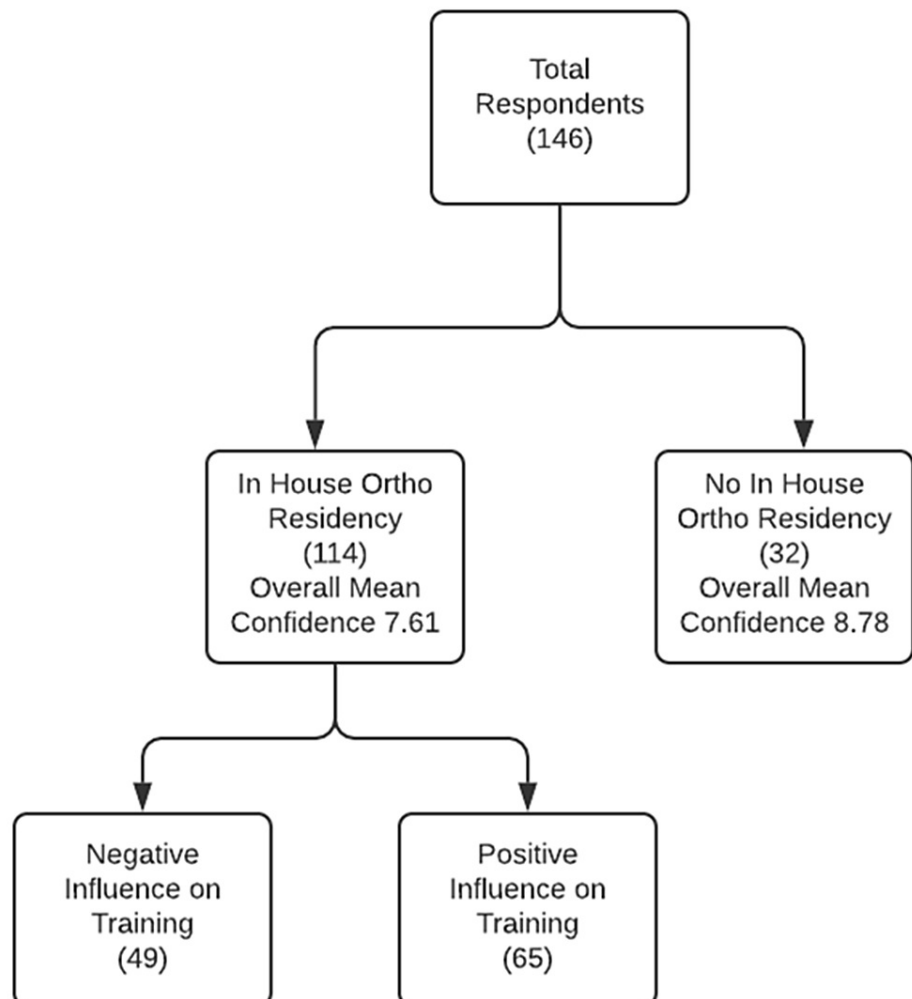 Total
Respondents
(146)
In House Ortho
Residency
(114)
Overall Mean
Confidence 7.61
No In House
Ortho Residency
(32)
Overall Mean
Confidence 8.78
Negative
Influence on
Training
(49)
Positive
Influence on
Training
(65)